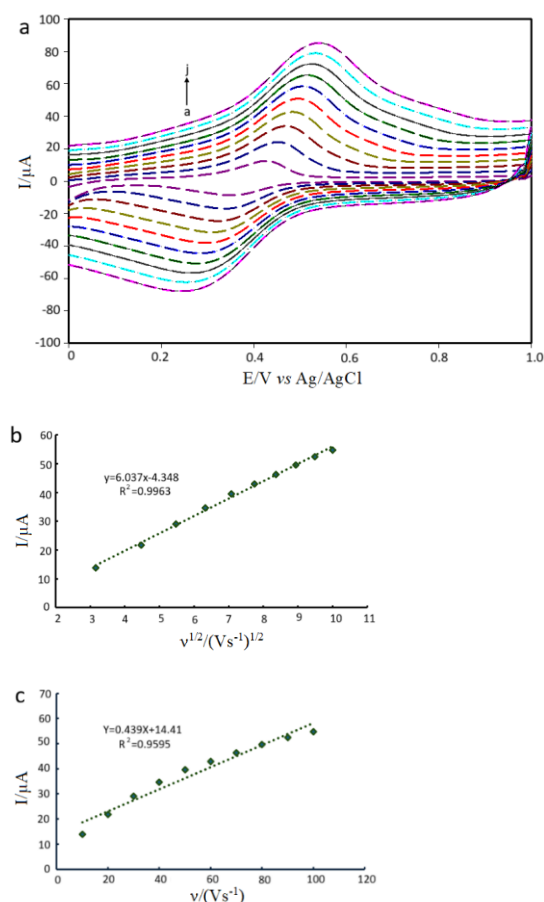 a
100
80
60
40
20
0
-20
-40
-60
-80
-100
I/µA
j
a
0 0.2 0.4 0.6 0.8 1.0
E/V vs Ag/AgCl
b
60
50
40
30
20
10
0
I/µA
y=6.037x-4.348
R²=0.9963
2 3 4 5 6 7 8 9 10 11
ν^1/2/(Vs⁻¹)^1/2
c
70
60
50
40
30
20
10
0
I/µA
Y=0.439X+14.41
R²=0.9595
0 20 40 60 80 100 120
ν/(Vs⁻¹)